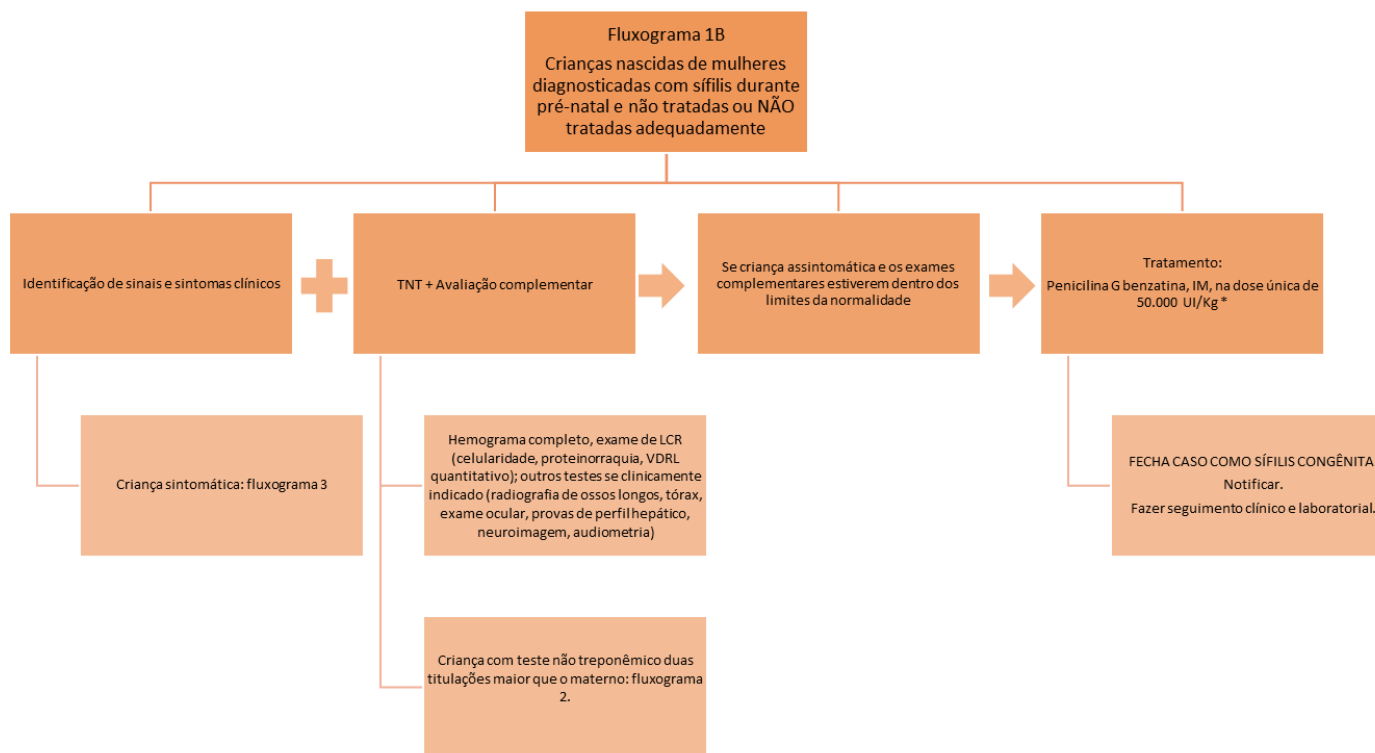 Fluxograma 1B
Crianças nascidas de mulheres
diagnosticadas com sífilis durante
pré-natal e não tratadas ou NÃO
tratadas adequadamente
Identificação de sinais e sintomas clínicos
TNT + Avaliação complementar
Se criança assintomática e os exames
complementares estiverem dentro dos
limites da normalidade
Tratamento:
Penicilina G benzatina, IM, na dose única de
50.000 UI/Kg *
Criança sintomática: fluxograma 3
Hemograma completo, exame de LCR
(celularidade, proteinorraquia, VDRL
quantitativo); outros testes se clinicamente
indicado (radiografia de ossos longos, tórax,
exame ocular, provas de perfil hepático,
neuroimagem, audiometria)
FECHA CASO COMO SÍFILIS CONGÊNITA
Notificar.
Fazer seguimento clínico e laboratorial.
Criança com teste não treponêmico duas
titulações maior que o materno: fluxograma
2.